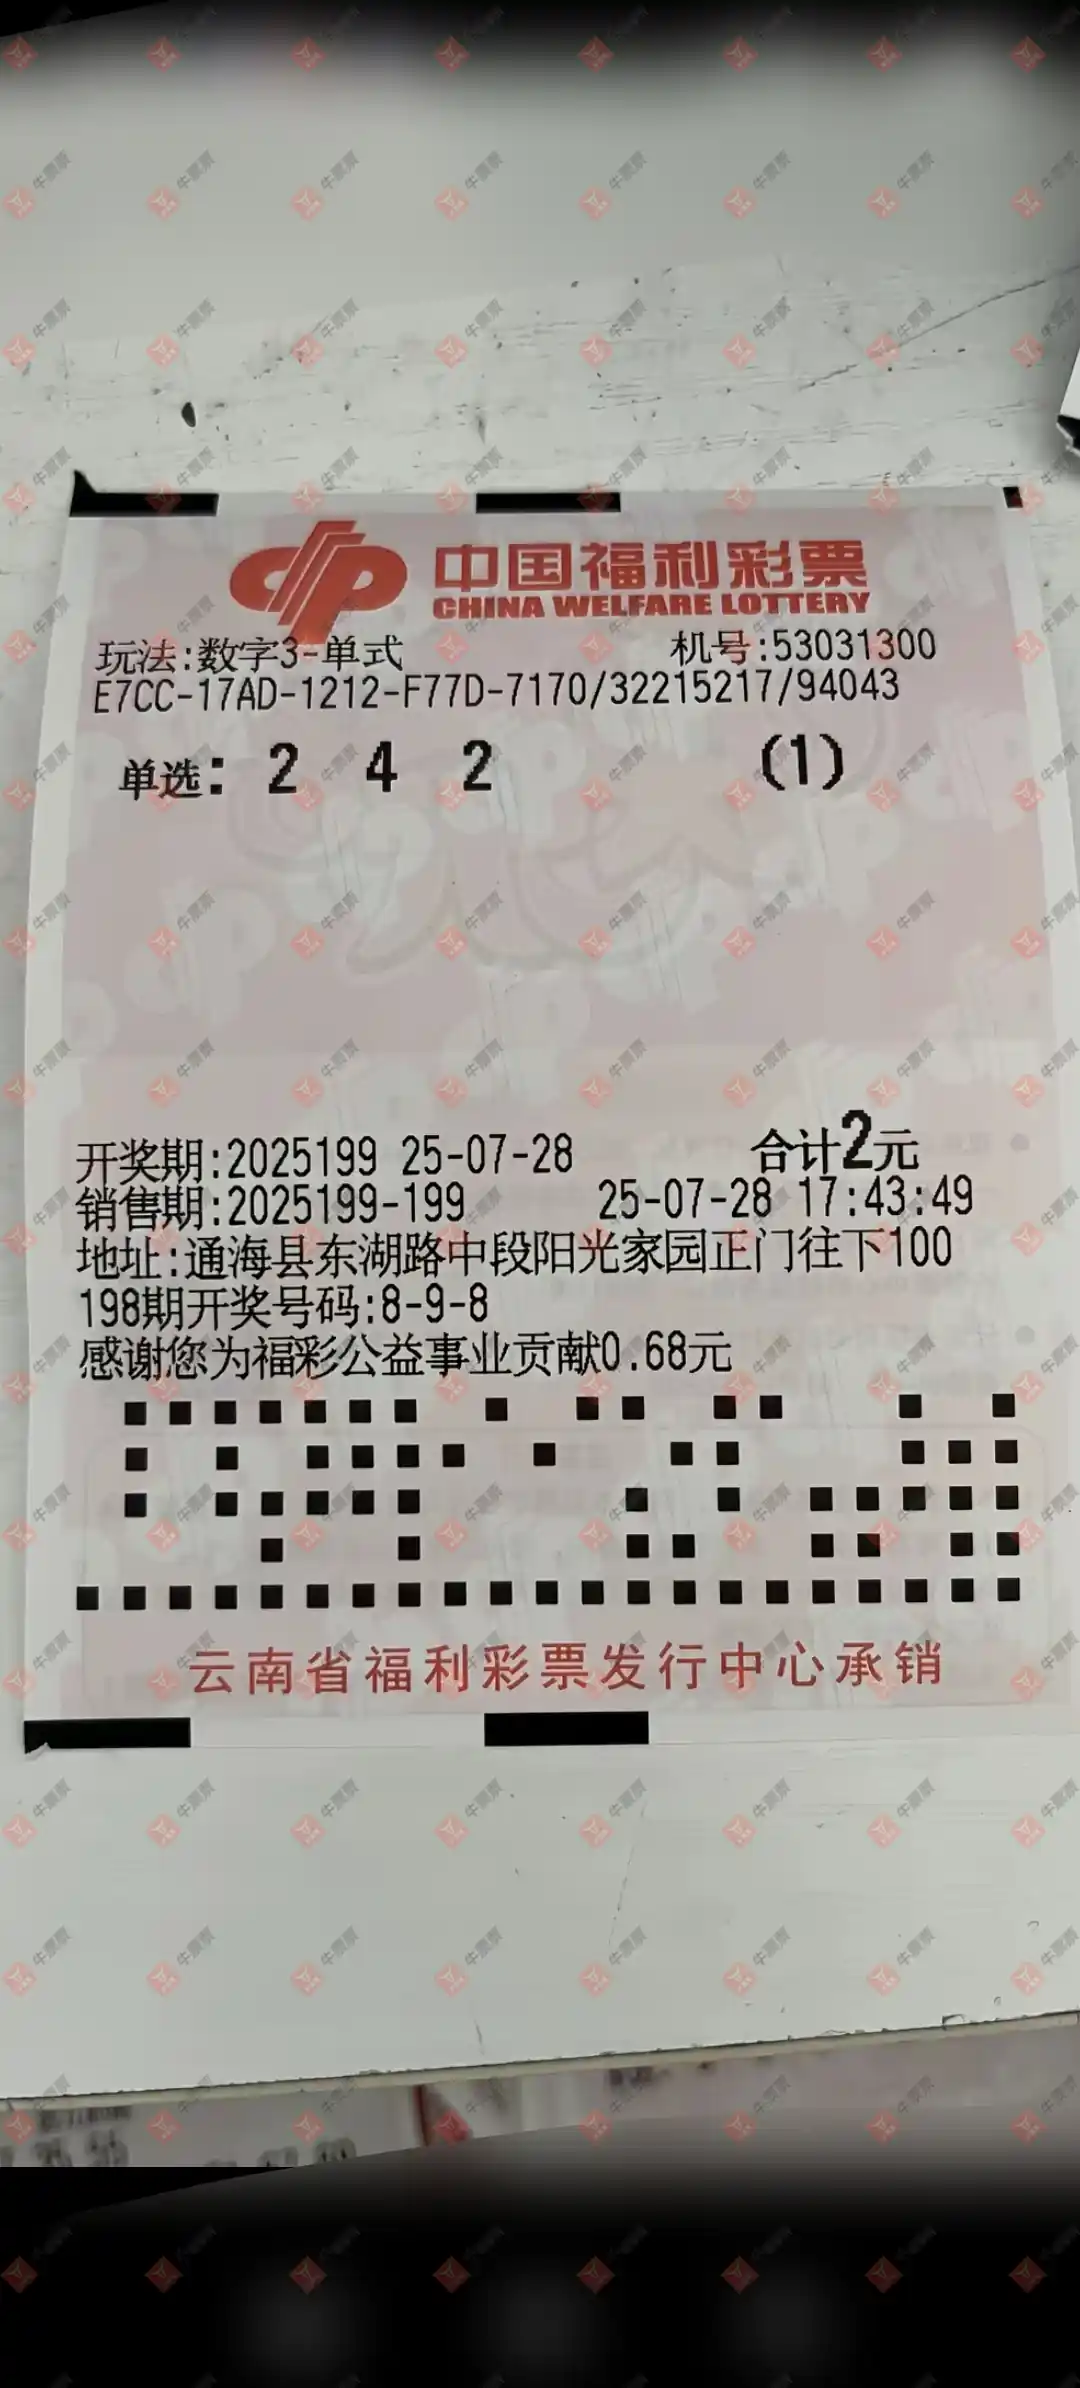 中国福利彩票
CHINA WELFARE LOTTERY
玩法:数字3-单式 机号:53031300
E7CC-17AD-1212-F77D-7170/32215217/94043
单选: 2 4 2 (1)
开奖期:2025199 25-07-28 合计2元
销售期:2025199-199 25-07-28 17:43:49
地址:通海县东湖路中段阳光家园正门往下100
198期开奖号码:8-9-8
感谢您为福彩公益事业贡献0.68元
云南省福利彩票发行中心承销
牛票票